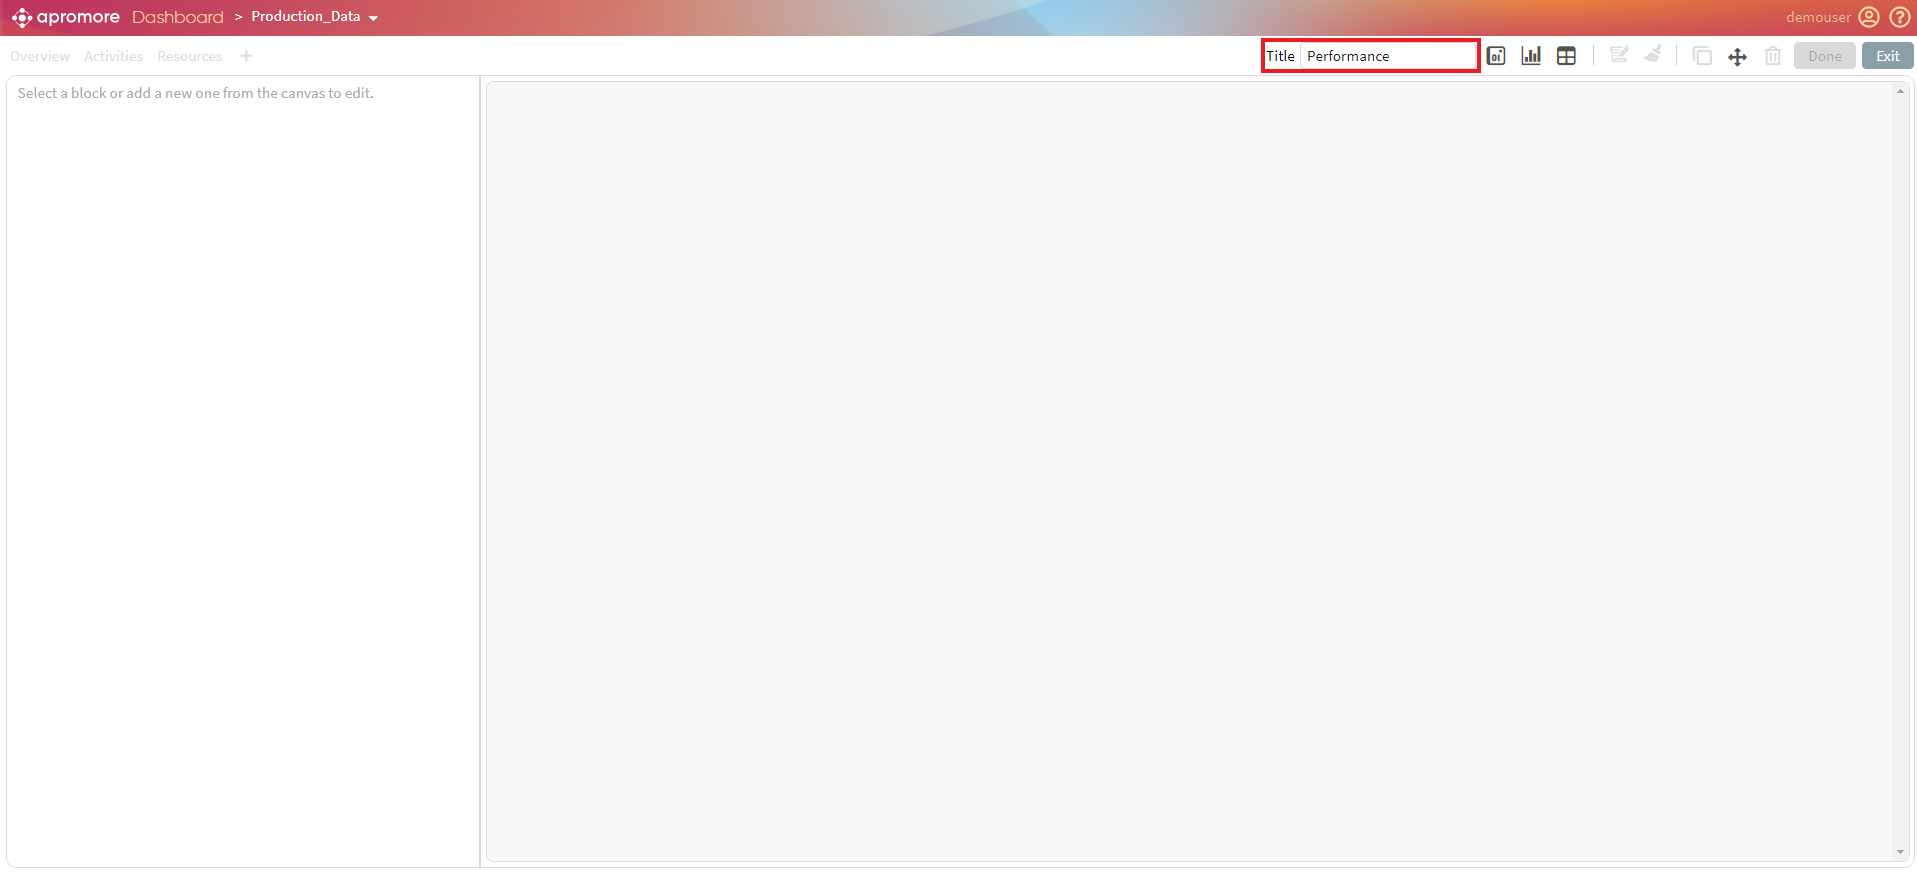 apromore Dashboard > Production_Data demouser
Overview Activities Resources + Title Performance Done Exit
Select a block or add a new one from the canvas to edit.